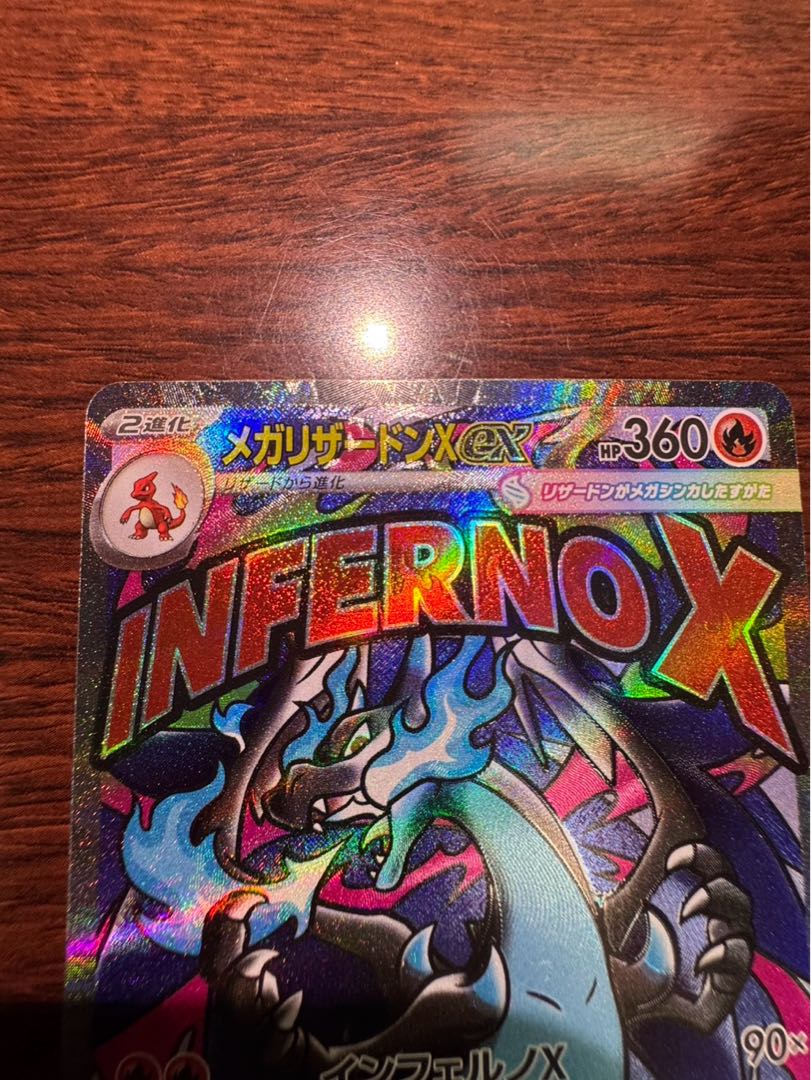 2進化 メガリザードンXex HP360
リザードから進化
リザードンがメガシンカしたすがた
INFERNO X
インフェルノX
90×